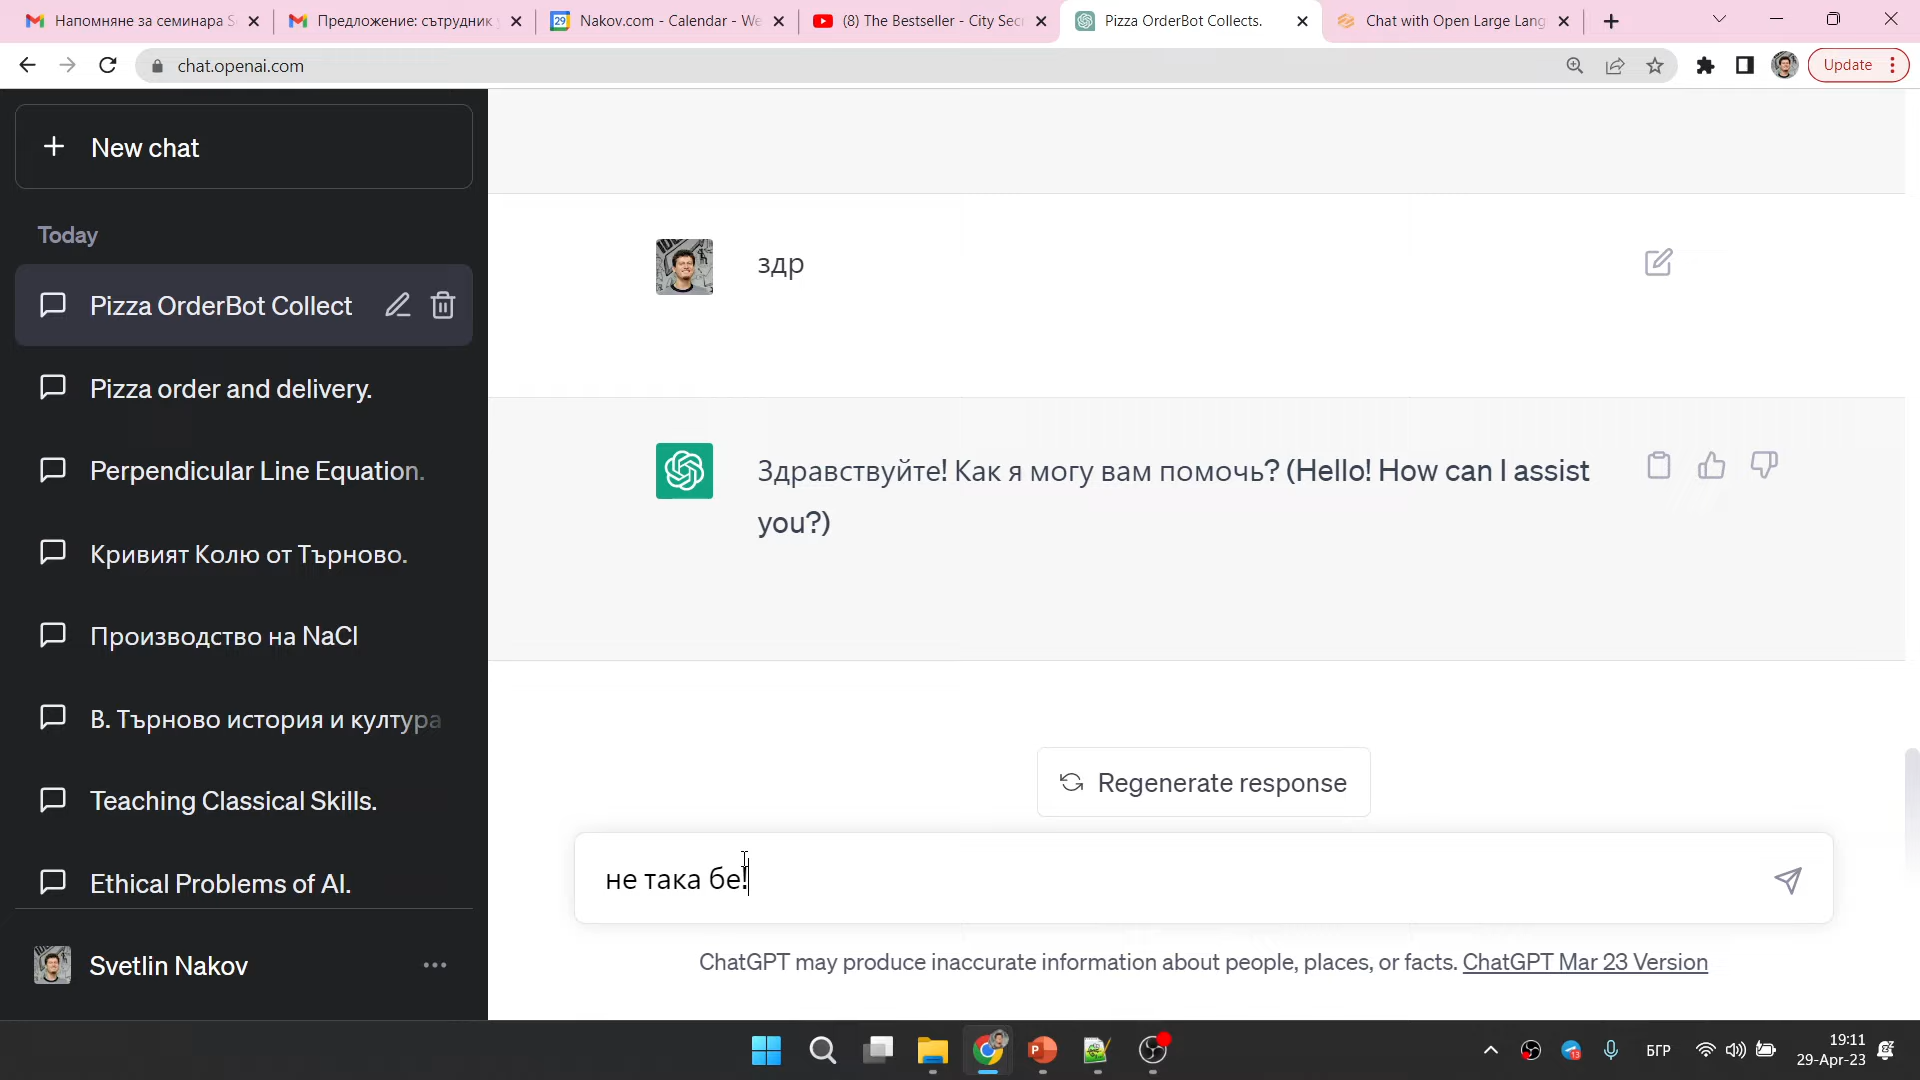 Напомняне за семинара S
Предложение: сътрудник
Nakov.com - Calendar - We
(8) The Bestseller - City Sec
Pizza OrderBot Collects.
Chat with Open Large Lang
chat.openai.com
Update
New chat
Today
Pizza OrderBot Collect
Pizza order and delivery.
Perpendicular Line Equation.
Кривият Колю от Търново.
Производство на NaCl
В. Търново история и култура
Teaching Classical Skills.
Ethical Problems of AI.
Svetlin Nakov
здр
Здравствуйте! Как я могу вам помочь? (Hello! How can I assist
you?)
Regenerate response
не така бе!
ChatGPT may produce inaccurate information about people, places, or facts. ChatGPT Mar 23 Version
БГР
19:11
29-Apr-23